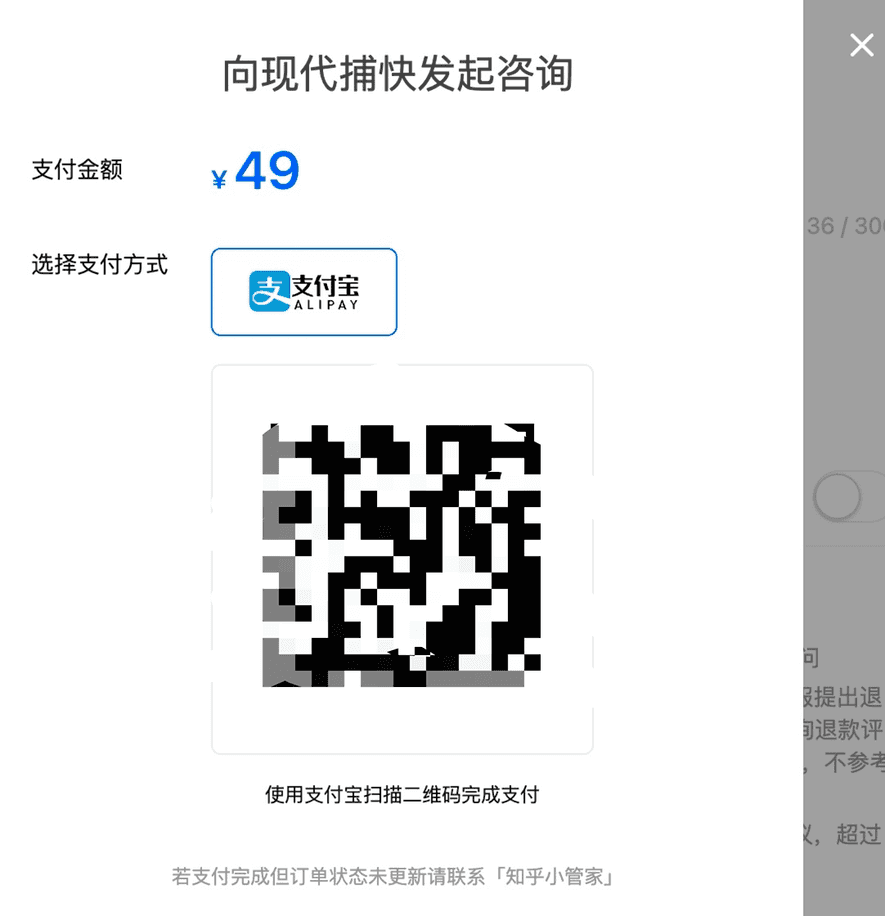 向现代捕快发起咨询
支付金额
¥ 49
选择支付方式
支付宝
ALIPAY
使用支付宝扫描二维码完成支付
若支付完成但订单状态未更新请联系「知乎小管家」
36 / 300
问
提出退
询退款评
，不参考
议，超过